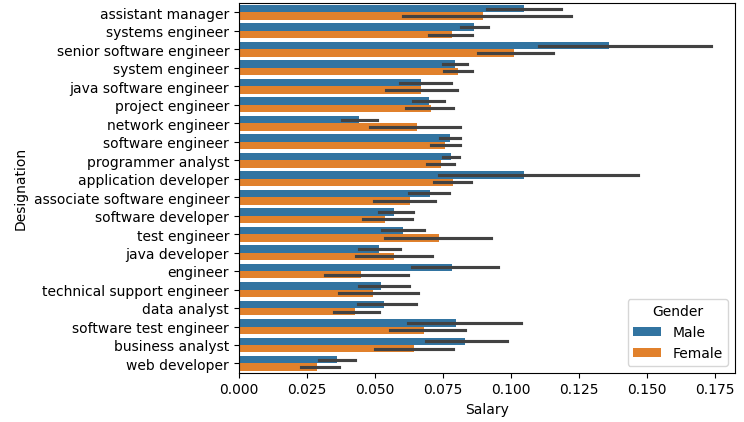 assistant manager
systems engineer
senior software engineer
system engineer
java software engineer
project engineer
network engineer
software engineer
programmer analyst
application developer
associate software engineer
software developer
test engineer
java developer
engineer
technical support engineer
data analyst
software test engineer
business analyst
web developer
Designation
0.000 0.025 0.050 0.075 0.100 0.125 0.150 0.175
Salary
Gender
Male
Female